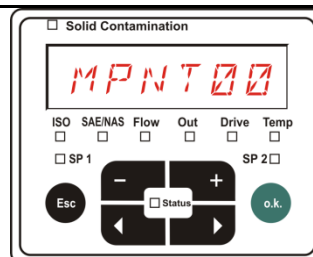 Solid Contamination
MPNT00
ISO SAE/NAS Flow Out Drive Temp
SP 1 SP 2
- +
Esc Status o.k.